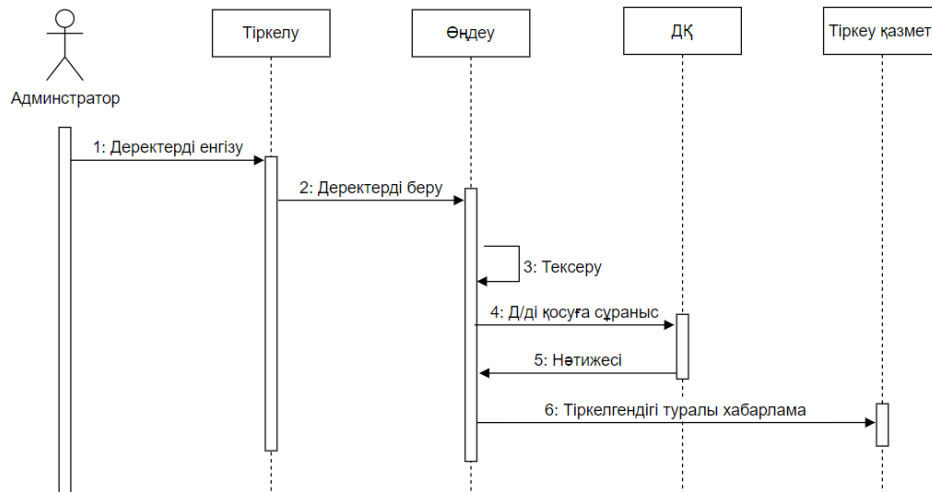 Тіркелу
Өңдеу
ДҚ
Тіркеу қазмет
Админстратор
1: Деректерді енгізу
2: Деректерді беру
3: Тексеру
4: Д/ді қосуға сұраныс
5: Нәтижесі
6: Тіркелгендігі туралы хабарлама